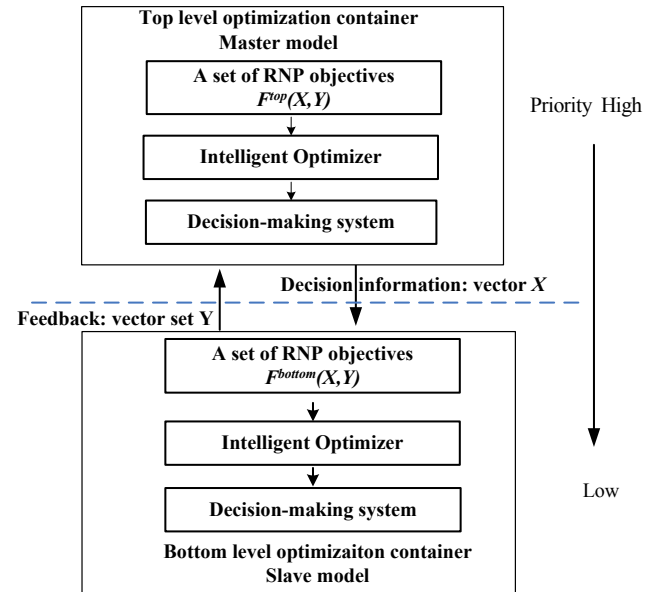 Top level optimization container
Master model
A set of RNP objectives
F^top(X,Y)
Priority High
Intelligent Optimizer
Decision-making system
Decision information: vector X
Feedback: vector set Y
A set of RNP objectives
F^bottom(X,Y)
Intelligent Optimizer
Low
Decision-making system
Bottom level optimizaiton container
Slave model